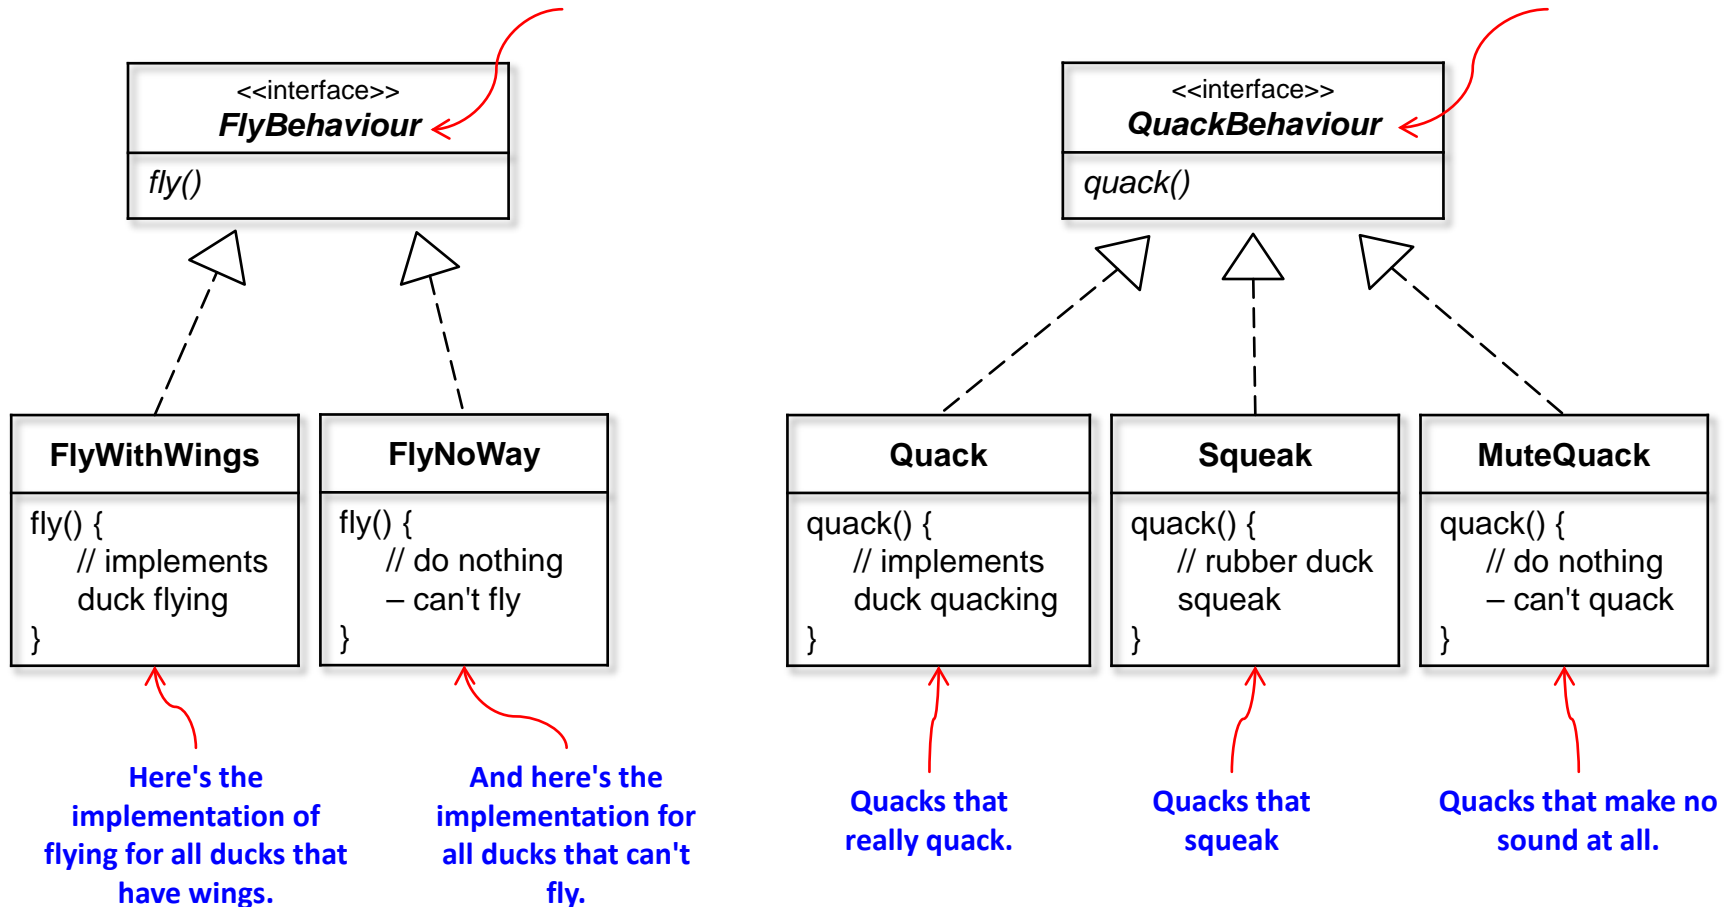 <<interface>>
FlyBehaviour
fly()
<<interface>>
QuackBehaviour
quack()
FlyWithWings
fly() {
// implements
duck flying
}
FlyNoWay
fly() {
// do nothing
– can't fly
}
Quack
quack() {
// implements
duck quacking
}
Squeak
quack() {
// rubber duck
squeak
}
MuteQuack
quack() {
// do nothing
– can't quack
}
Here's the
implementation of
flying for all ducks that
have wings.
And here's the
implementation for
all ducks that can't
fly.
Quacks that
really quack.
Quacks that
squeak
Quacks that make no
sound at all.